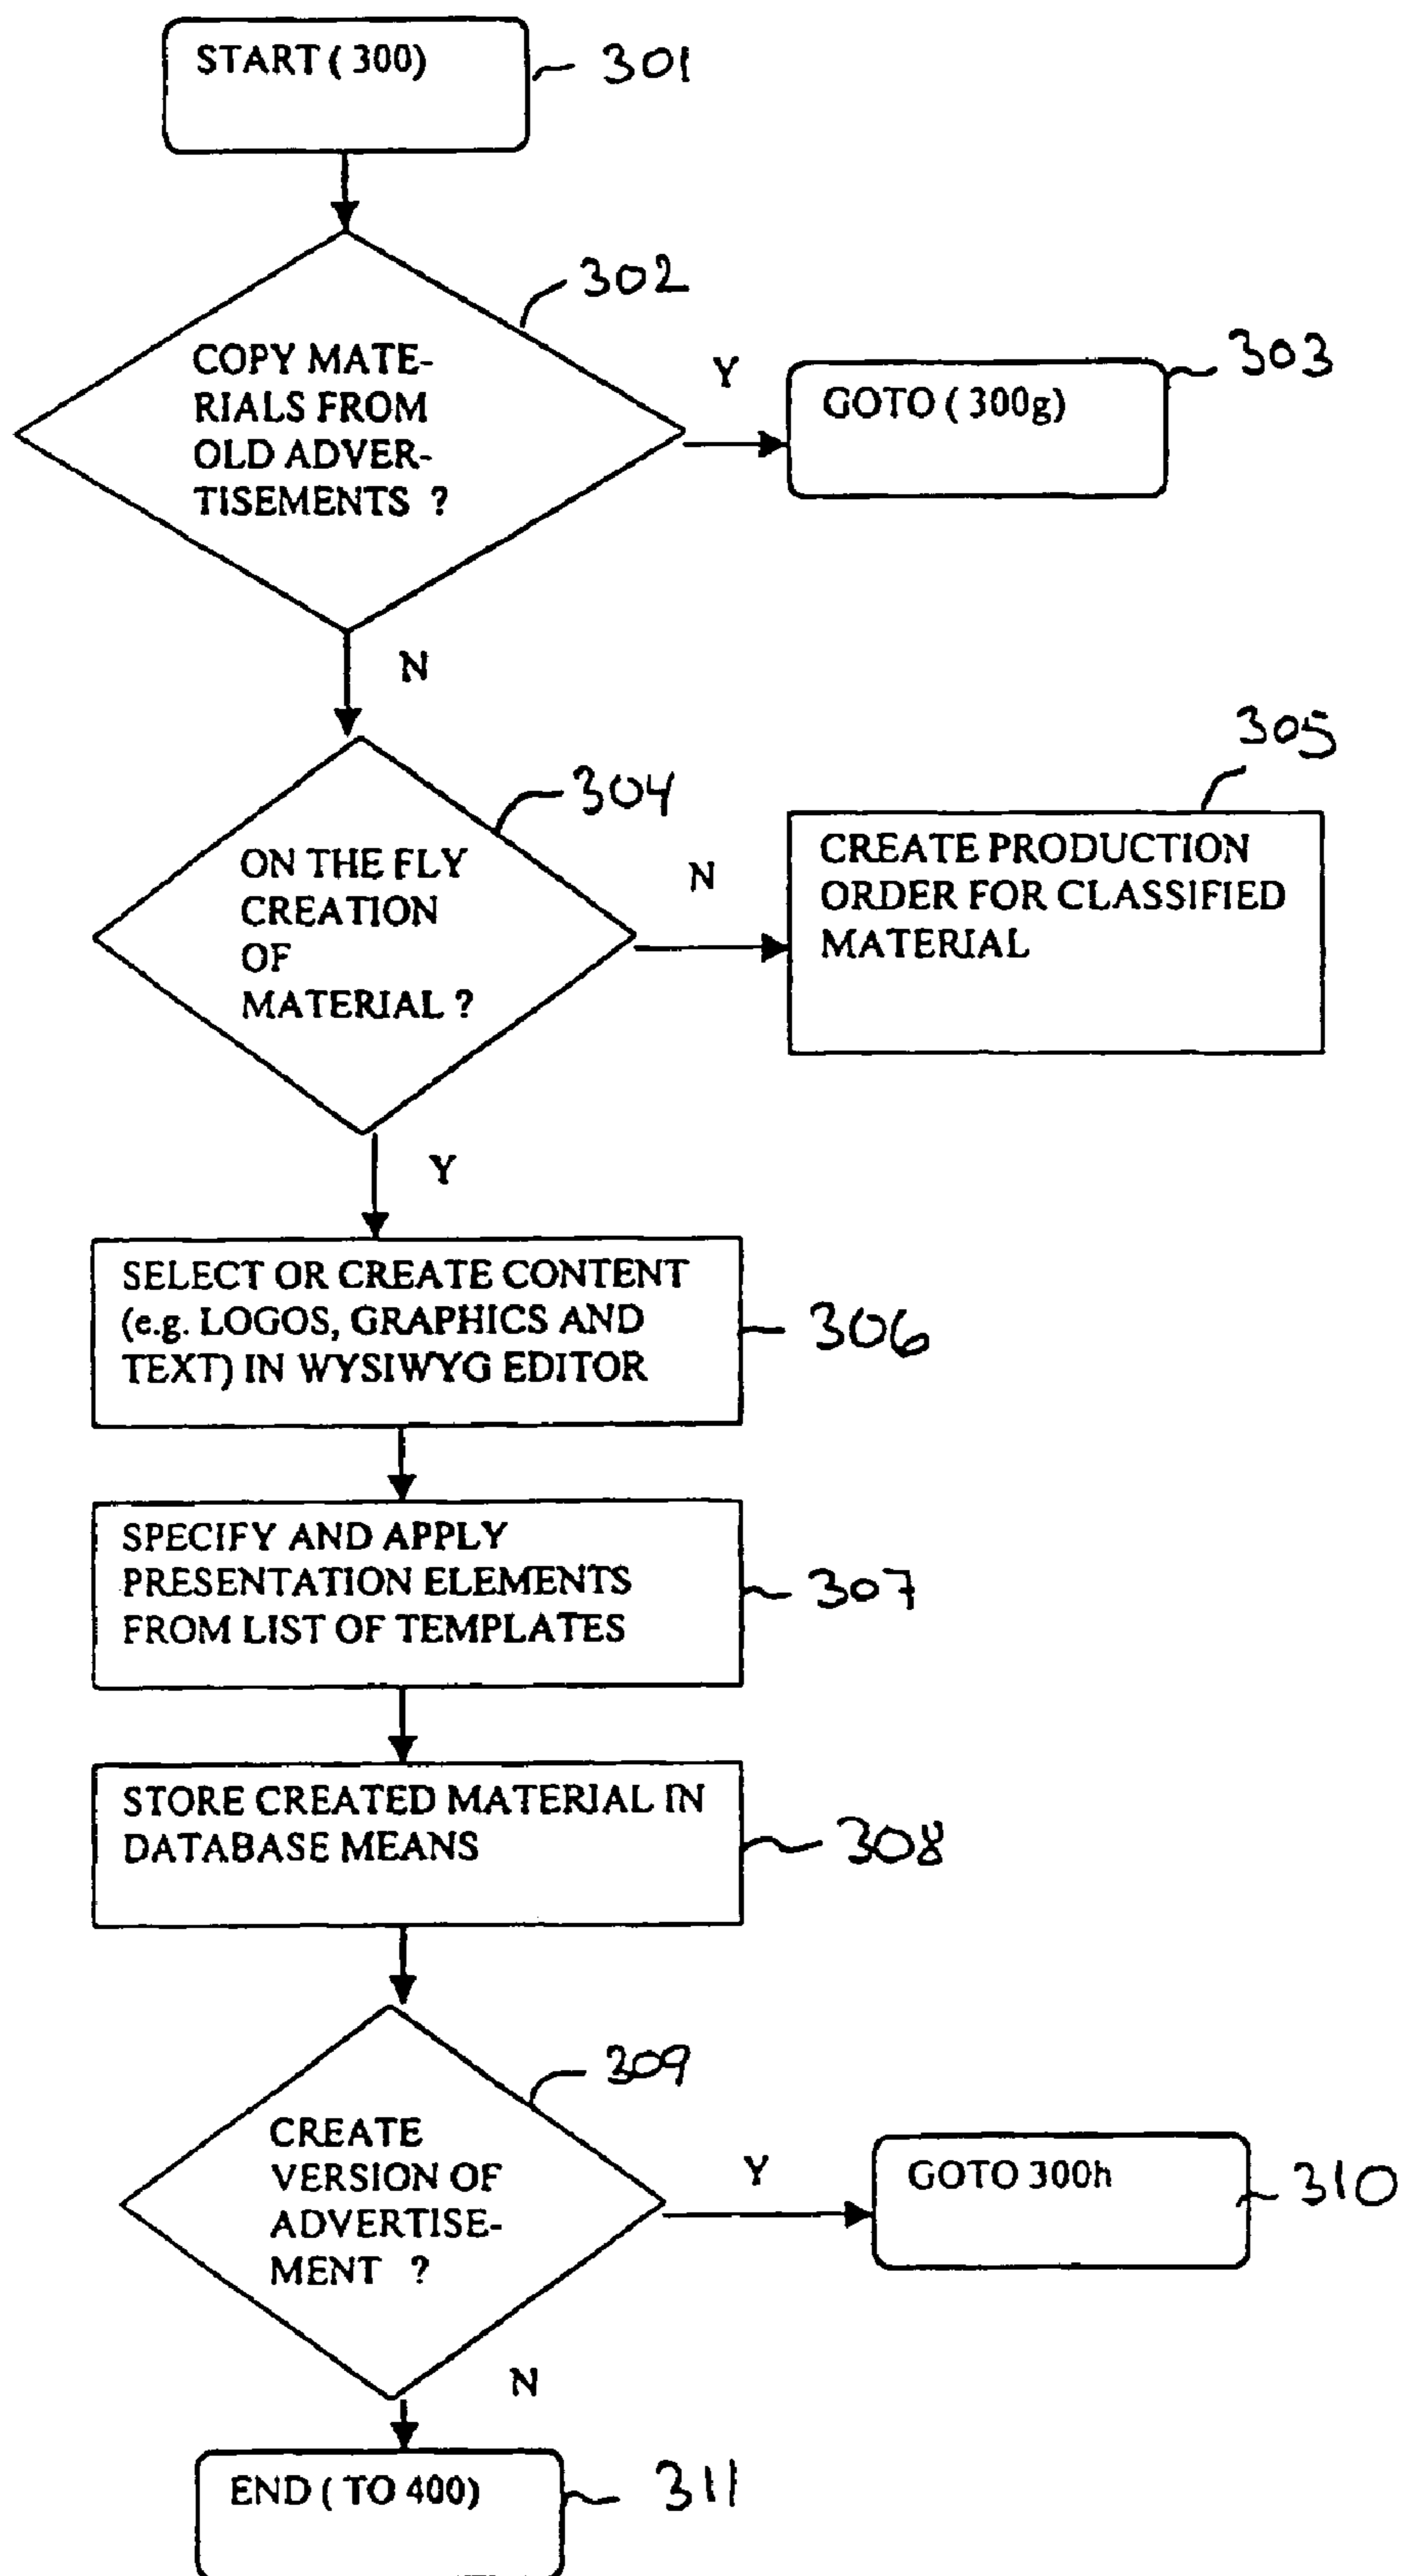 START ( 300)
301
302
COPY MATE-
RIALS FROM
OLD ADVER-
TISEMENTS ?
Y
GOTO ( 300g)
303
N
304
ON THE FLY
CREATION
OF
MATERIAL ?
N
305
CREATE PRODUCTION
ORDER FOR CLASSIFIED
MATERIAL
Y
SELECT OR CREATE CONTENT
(e.g. LOGOS, GRAPHICS AND
TEXT) IN WYSIWYG EDITOR
306
SPECIFY AND APPLY
PRESENTATION ELEMENTS
FROM LIST OF TEMPLATES
307
STORE CREATED MATERIAL IN
DATABASE MEANS
308
309
CREATE
VERSION OF
ADVERTISE-
MENT ?
Y
GOTO 300h
310
N
END ( TO 400)
311